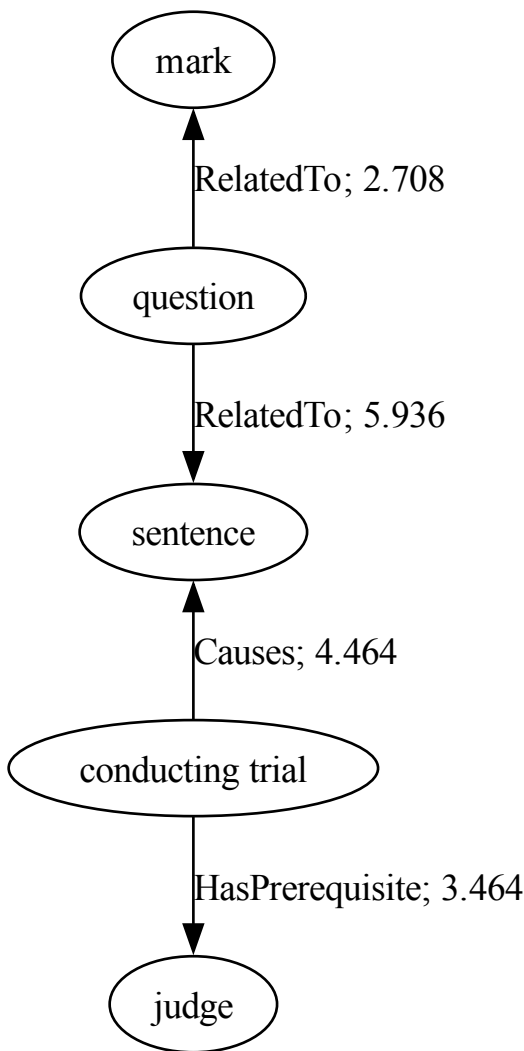 mark
RelatedTo; 2.708
question
RelatedTo; 5.936
sentence
Causes; 4.464
conducting trial
HasPrerequisite; 3.464
judge